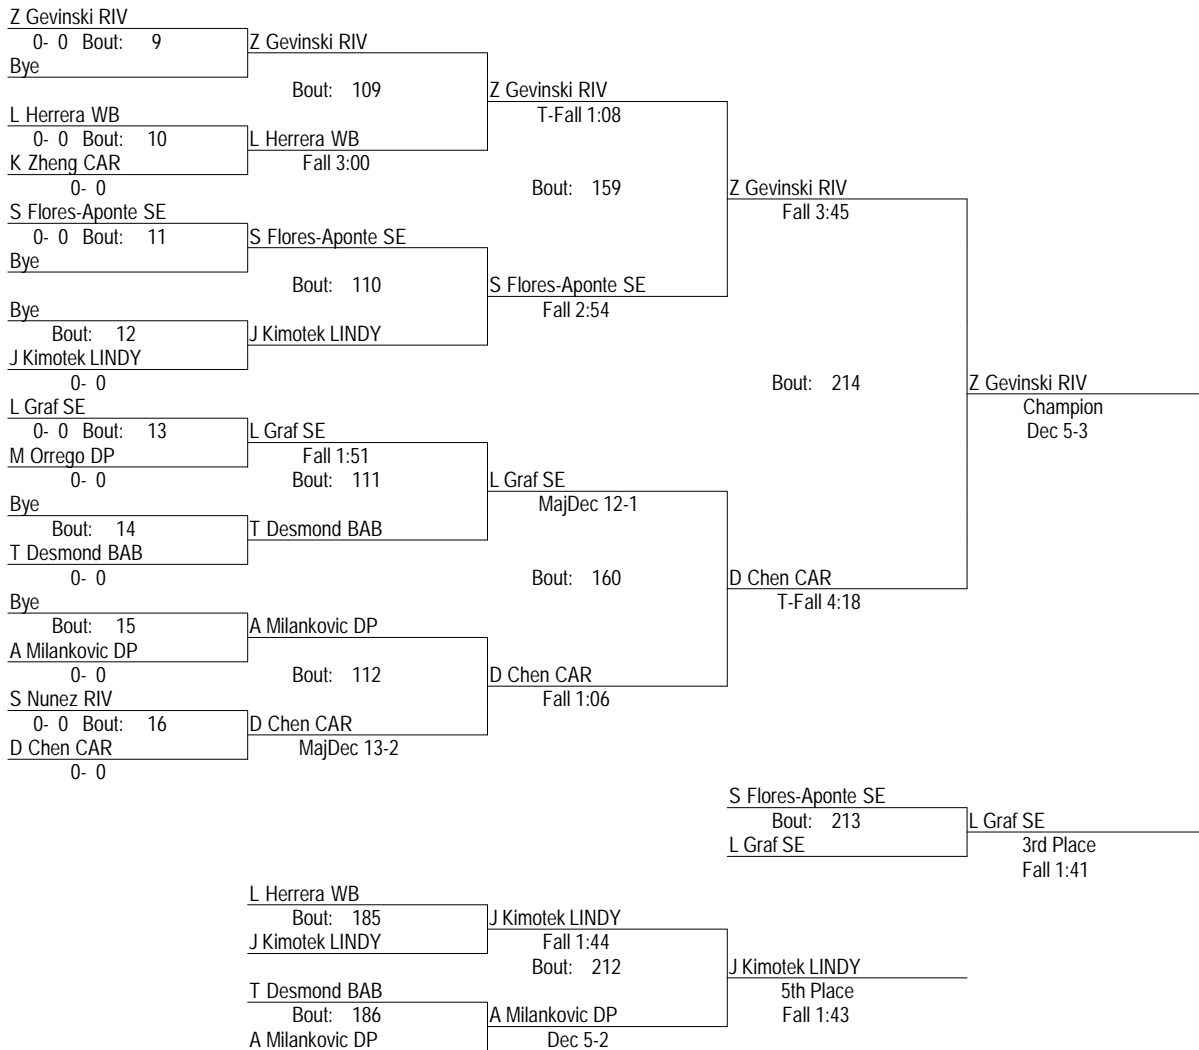 Z Gevinski RIV
0- 0 Bout: 9
Z Gevinski RIV
Bye
Bout: 109
Z Gevinski RIV
L Herrera WB
T-Fall 1:08
0- 0 Bout: 10
L Herrera WB
K Zheng CAR
Fall 3:00
0- 0
Bout: 159
Z Gevinski RIV
S Flores-Aponte SE
Fall 3:45
0- 0 Bout: 11
S Flores-Aponte SE
Bye
Bout: 110
S Flores-Aponte SE
Bye
Fall 2:54
Bout: 12
J Kimotek LINDY
J Kimotek LINDY
0- 0
Bout: 214
Z Gevinski RIV
L Graf SE
Champion
0- 0 Bout: 13
L Graf SE
Dec 5-3
M Orrego DP
Fall 1:51
0- 0
Bout: 111
L Graf SE
Bye
MajDec 12-1
Bout: 14
T Desmond BAB
T Desmond BAB
0- 0
Bout: 160
D Chen CAR
Bye
T-Fall 4:18
Bout: 15
A Milankovic DP
A Milankovic DP
0- 0
Bout: 112
D Chen CAR
S Nunez RIV
Fall 1:06
0- 0 Bout: 16
D Chen CAR
D Chen CAR
MajDec 13-2
0- 0
S Flores-Aponte SE
Bout: 213
L Graf SE
L Graf SE
3rd Place
Fall 1:41
L Herrera WB
Bout: 185
J Kimotek LINDY
J Kimotek LINDY
Fall 1:44
Bout: 212
J Kimotek LINDY
T Desmond BAB
5th Place
Bout: 186
A Milankovic DP
Fall 1:43
A Milankovic DP
Dec 5-2